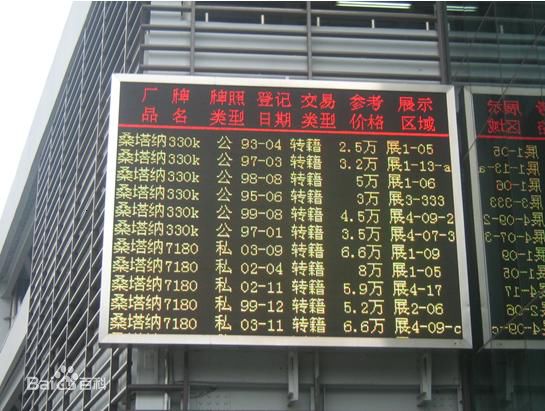 厂 牌 牌照 登记 交易 参考 展示
品 名 类型 日期 类型 价格 区域
桑塔纳330k 公 93-04 转籍 2.5万 展1-05
桑塔纳330k 公 97-03 转籍 3.2万 展1-13-a
桑塔纳330k 公 98-08 转籍 5万 展1-06
桑塔纳330k 公 95-06 转籍 3万 展3-333
桑塔纳330k 公 99-08 转籍 4.5万 展4-09-2
桑塔纳330k 公 97-01 转籍 3.5万 展4-07-3
桑塔纳7180 私 03-09 转籍 6.6万 展1-09
桑塔纳7180 私 02-04 转籍 8万 展1-05
桑塔纳7180 私 02-11 转籍 5.9万 展4-17
桑塔纳7180 私 99-12 转籍 5.2万 展2-06
桑塔纳7180 私 03-11 转籍 6.6万 展4-09-c
Bai百科